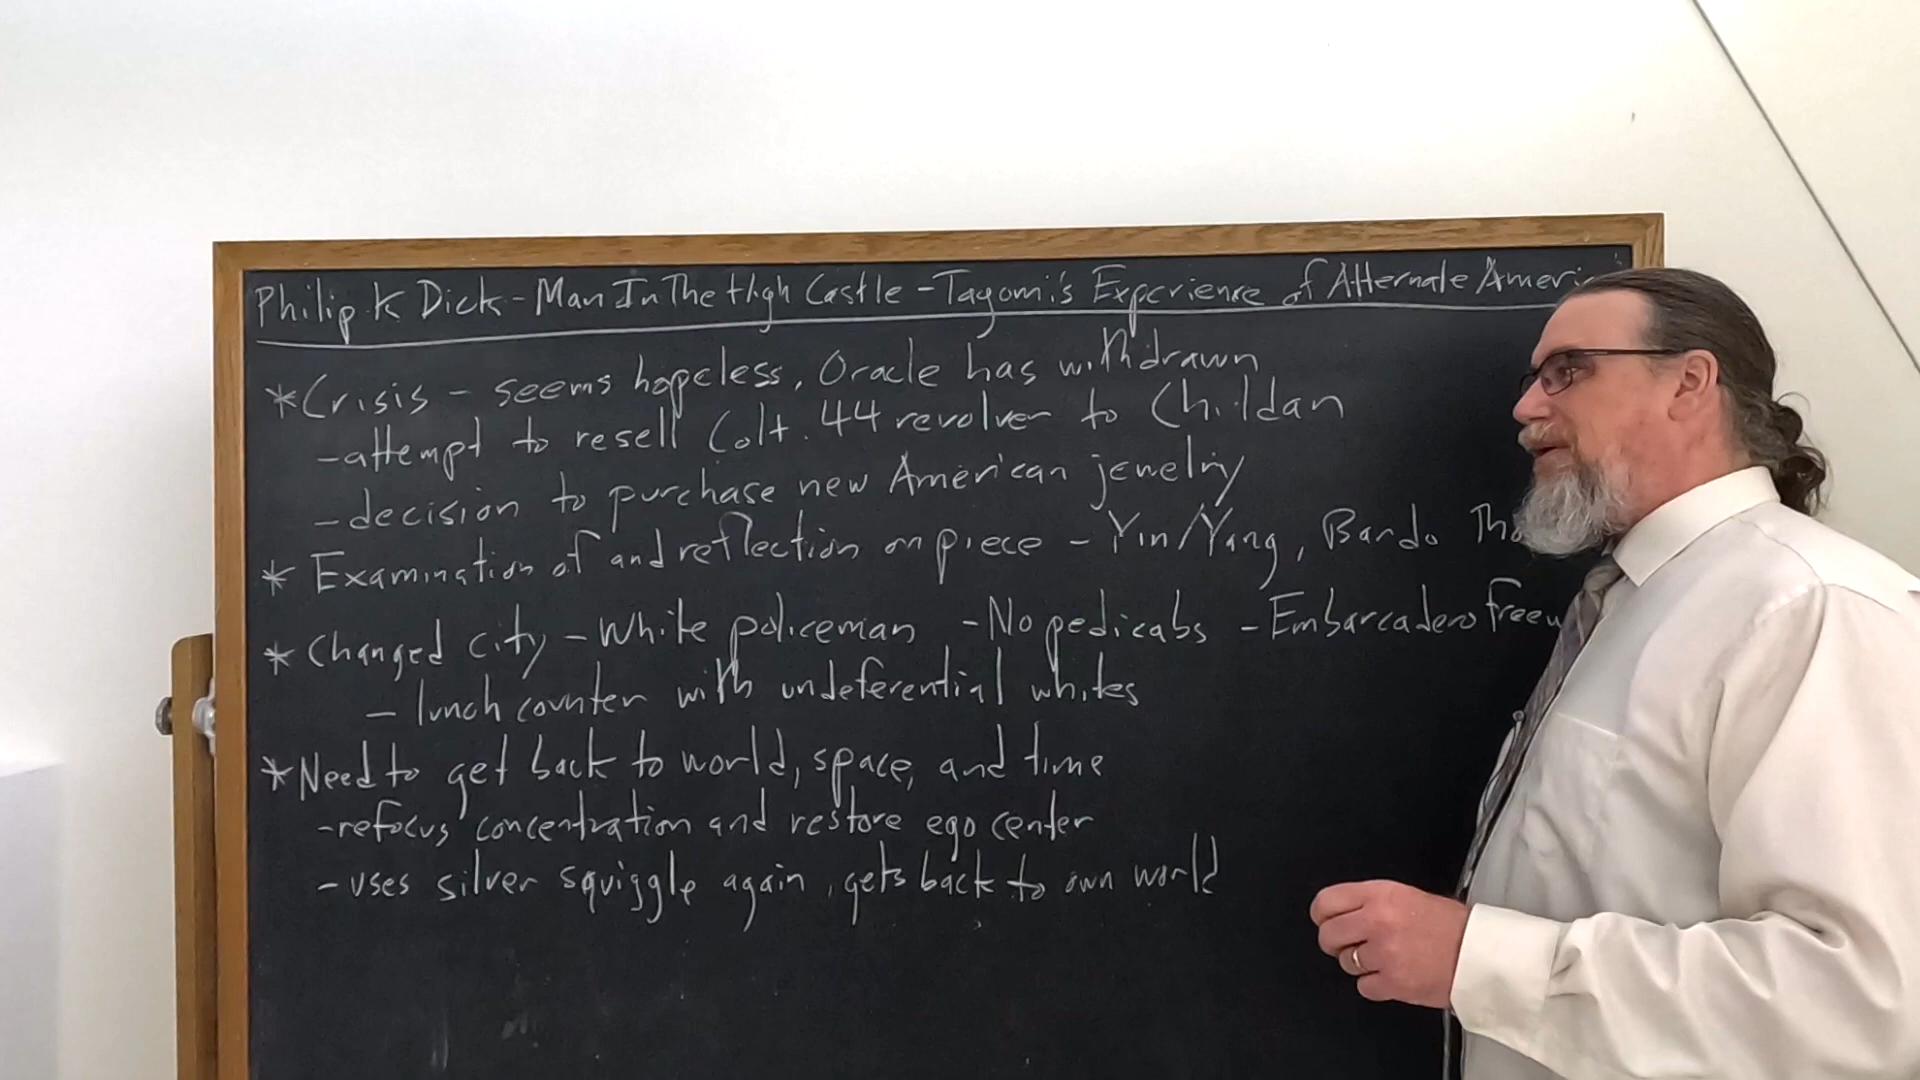 Philip K Dick - Man In The High Castle - Tagomi's Experience of Alternate Americ
* Crisis - seems hopeless, Oracle has withdrawn
- attempt to resell Colt .44 revolver to Childan
- decision to purchase new American jewelry
* Examination of and reflection on piece - Yin/Yang, Bardo Tho
* Changed city - White policeman - No pedicabs - Embarcadero Freew
- lunch counter with undeferential whites
* Need to get back to world, space, and time
- refocus concentration and restore ego center
- uses silver squiggle again, gets back to own world